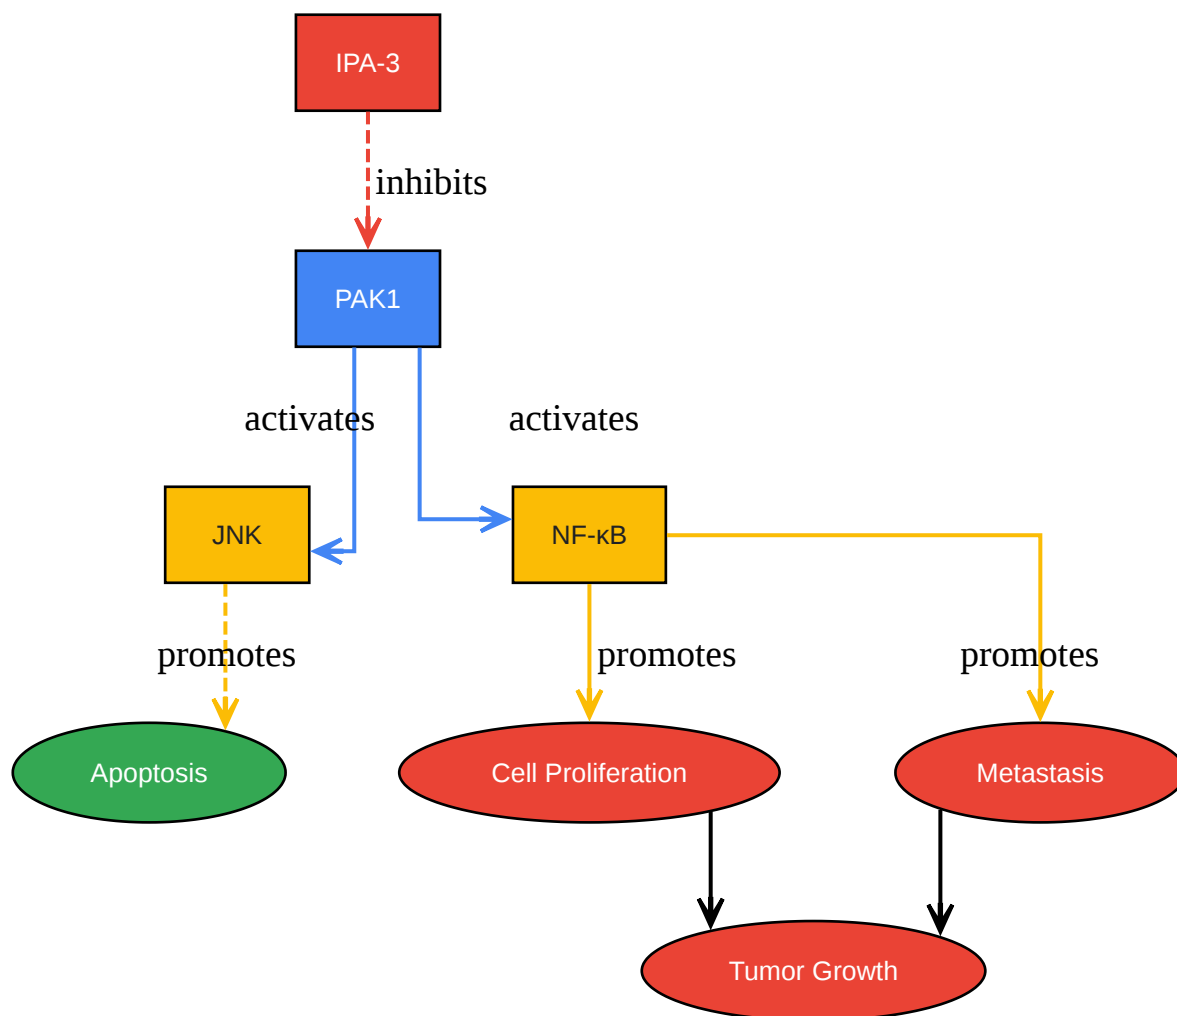 IPA-3
inhibits
PAK1
activates
activates
JNK
NF-κB
promotes
promotes
promotes
Apoptosis
Cell Proliferation
Metastasis
Tumor Growth